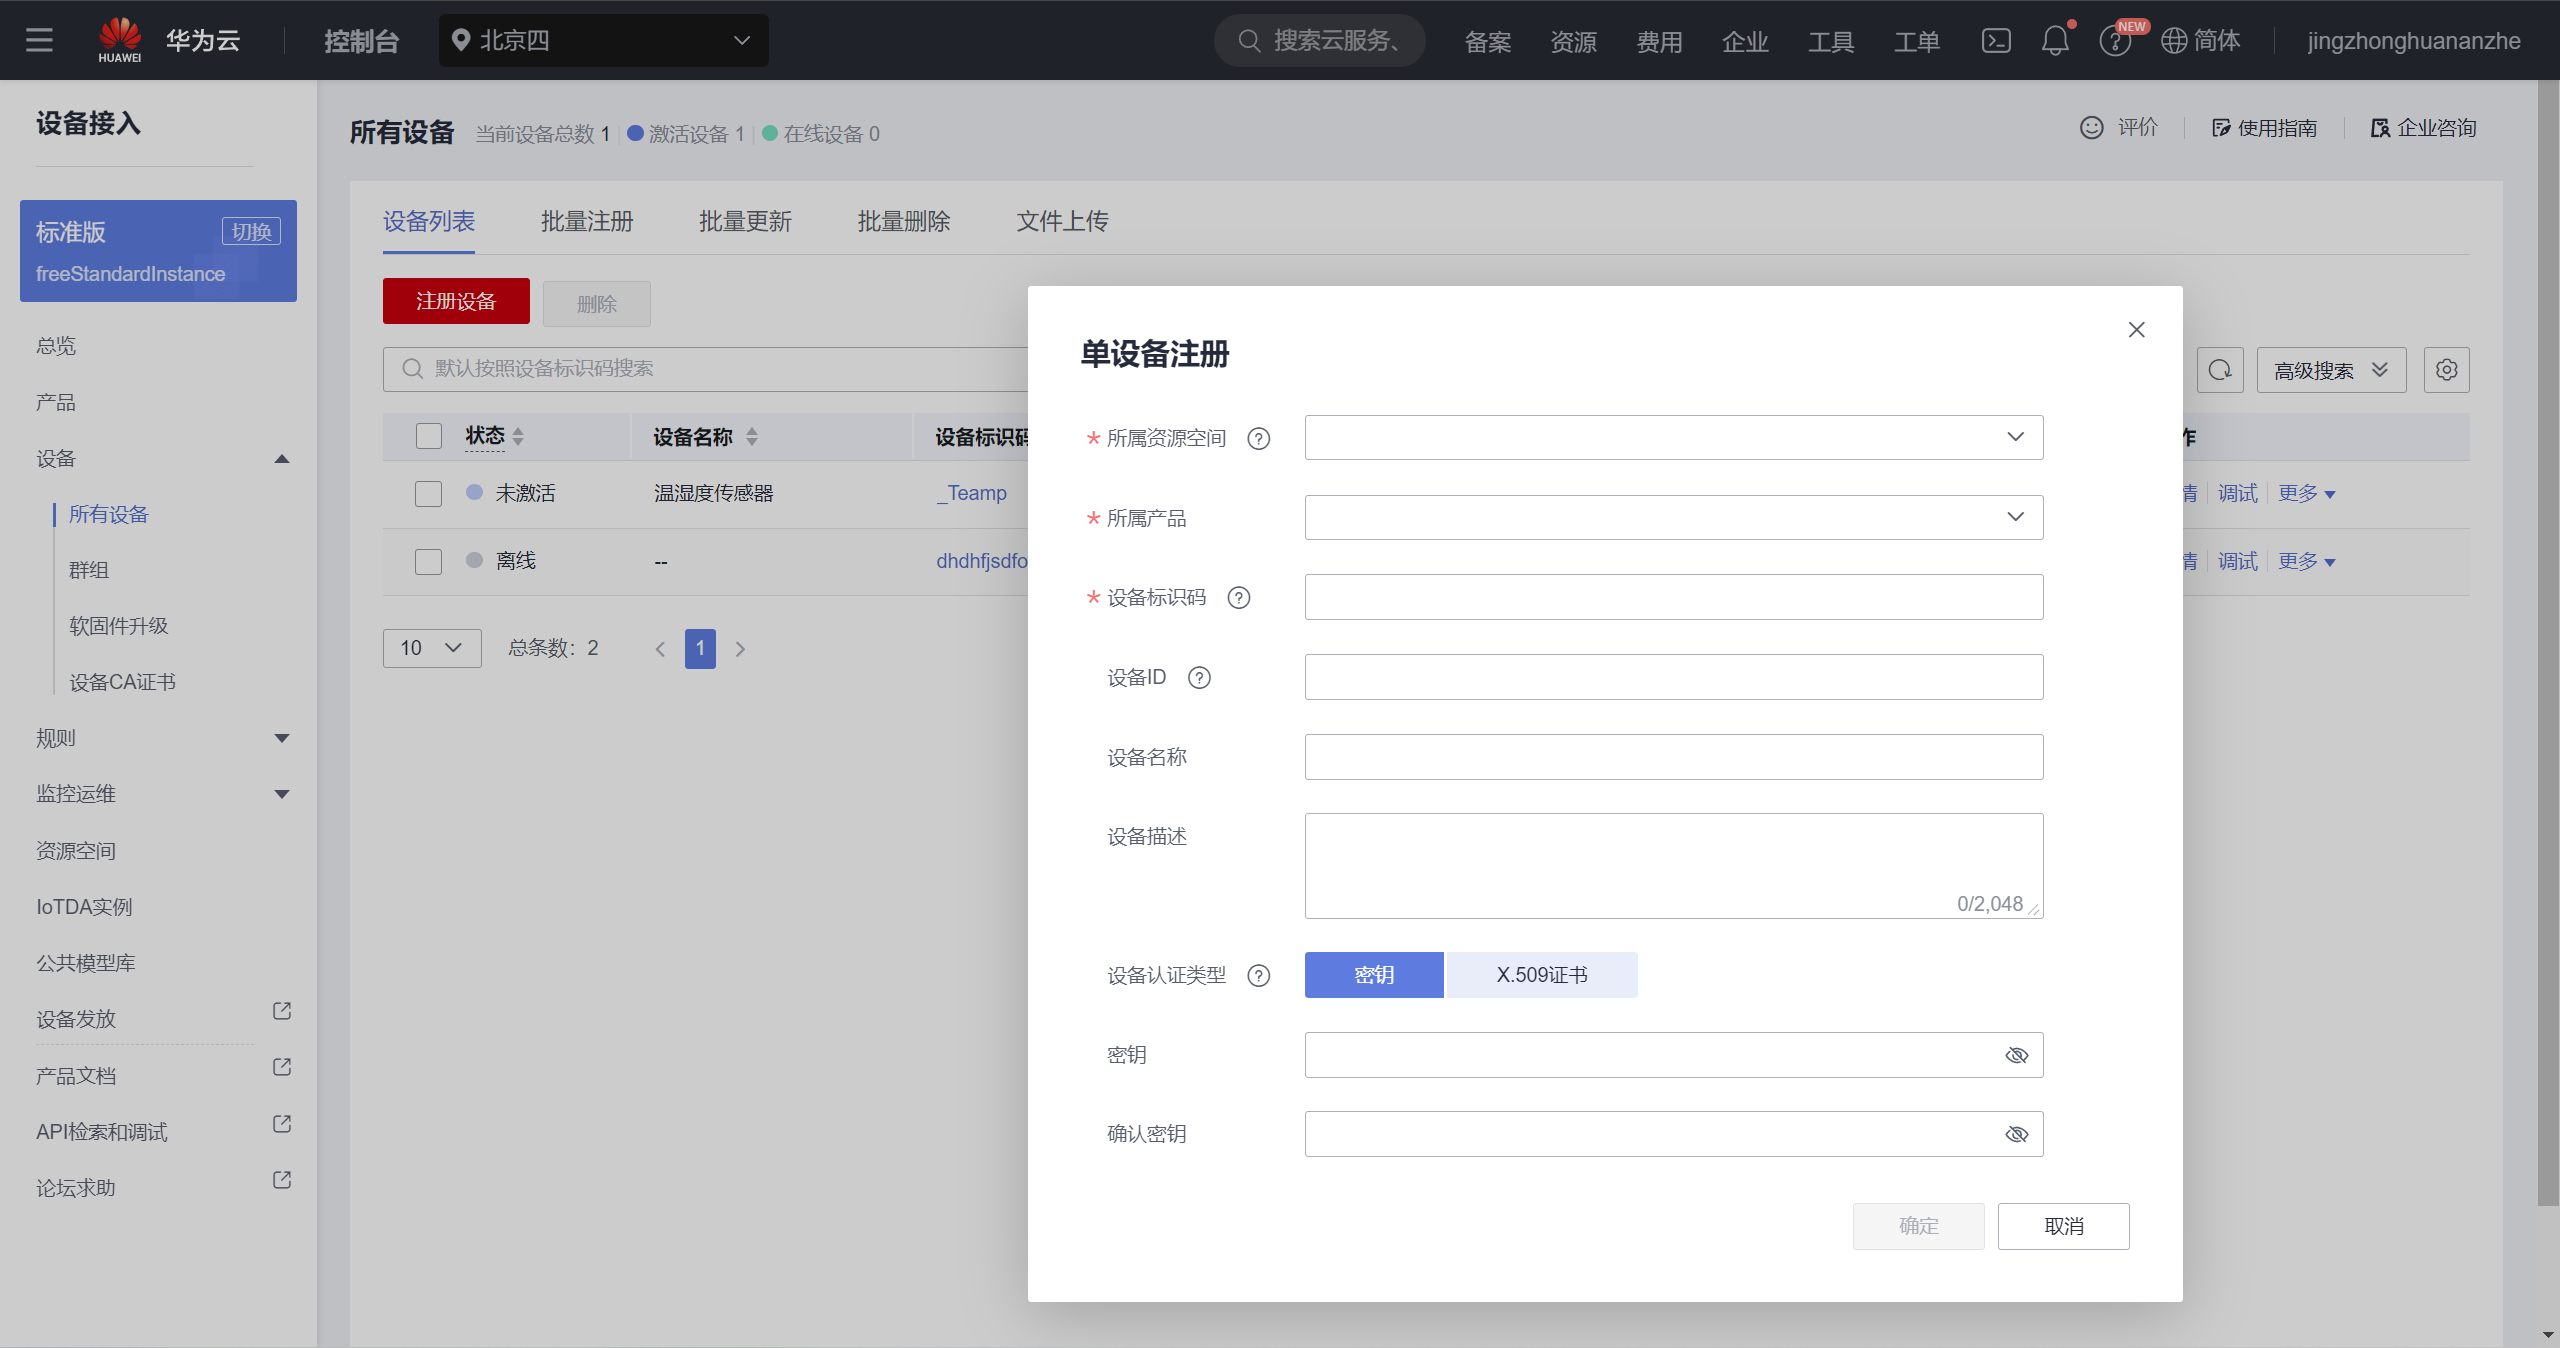 HUAWEI 华为云 控制台 北京四 搜索云服务、 备案 资源 费用 企业 工具 工单 NEW 简体 jingzhonghuananzhe
设备接入
标准版 切换
freeStandardInstance
总览
产品
设备
所有设备
群组
软固件升级
设备CA证书
规则
监控运维
资源空间
IoTDA实例
公共模型库
设备发放
产品文档
API检索和调试
论坛求助
所有设备 当前设备总数 1 激活设备 1 在线设备 0
评价 使用指南 企业咨询
设备列表 批量注册 批量更新 批量删除 文件上传
注册设备 删除
默认按照设备标识码搜索
高级搜索
状态 设备名称 设备标识码 作
未激活 温湿度传感器 _Teamp 情 调试 更多
离线 -- dhdhfjsdfo 情 调试 更多
10 总条数：2 1
单设备注册
* 所属资源空间
* 所属产品
* 设备标识码
设备ID
设备名称
设备描述
0/2,048
设备认证类型 密钥 X.509证书
密钥
确认密钥
确定 取消